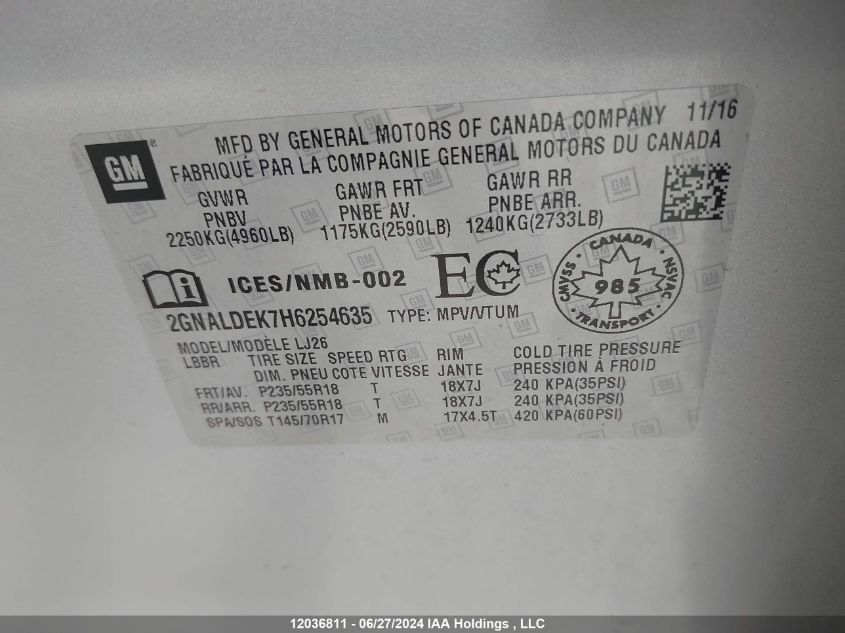 GM
MFD BY GENERAL MOTORS OF CANADA COMPANY 11/16
FABRIQUÉ PAR LA COMPAGNIE GENERAL MOTORS DU CANADA
GVWR GAWR FRT GAWR RR
PNBV PNBE AV. PNBE ARR.
2250KG(4960LB) 1175KG(2590LB) 1240KG(2733LB)
ICES/NMB-002 EC
CANADA
CMVSS 985 NSVAC
TRANSPORT
2GNALDEK7H6254635 TYPE: MPV/VTUM
MODEL/MODÈLE LJ26
LBBR TIRE SIZE SPEED RTG RIM COLD TIRE PRESSURE
DIM. PNEU COTE VITESSE JANTE PRESSION À FROID
FRT/AV. P235/55R18 T 18X7J 240 KPA(35PSI)
RR/ARR. P235/55R18 T 18X7J 240 KPA(35PSI)
SPA/SOS T145/70R17 M 17X4.5T 420 KPA(60PSI)
12036811 - 06/27/2024 IAA Holdings , LLC